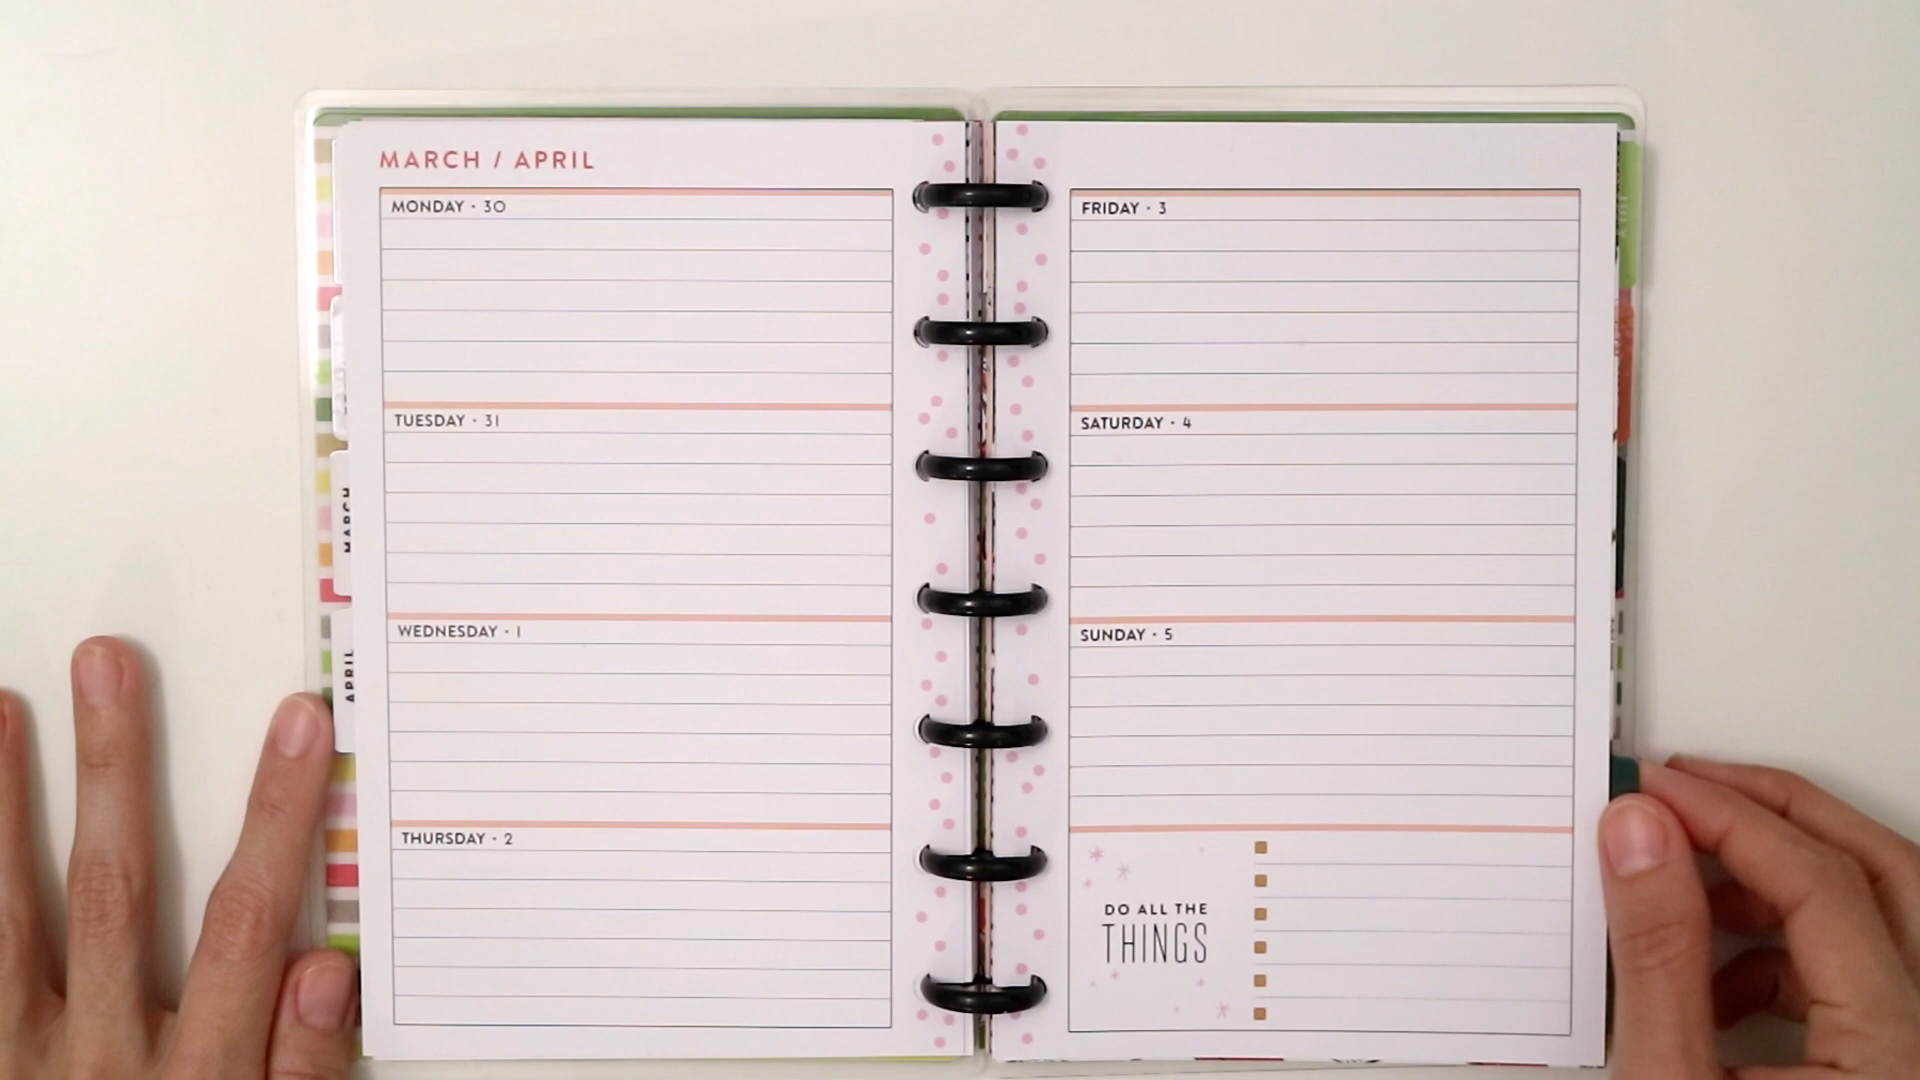 MARCH / APRIL
MONDAY · 30
TUESDAY · 31
WEDNESDAY · 1
THURSDAY · 2
MARCH
APRIL
FRIDAY · 3
SATURDAY · 4
SUNDAY · 5
DO ALL THE
THINGS